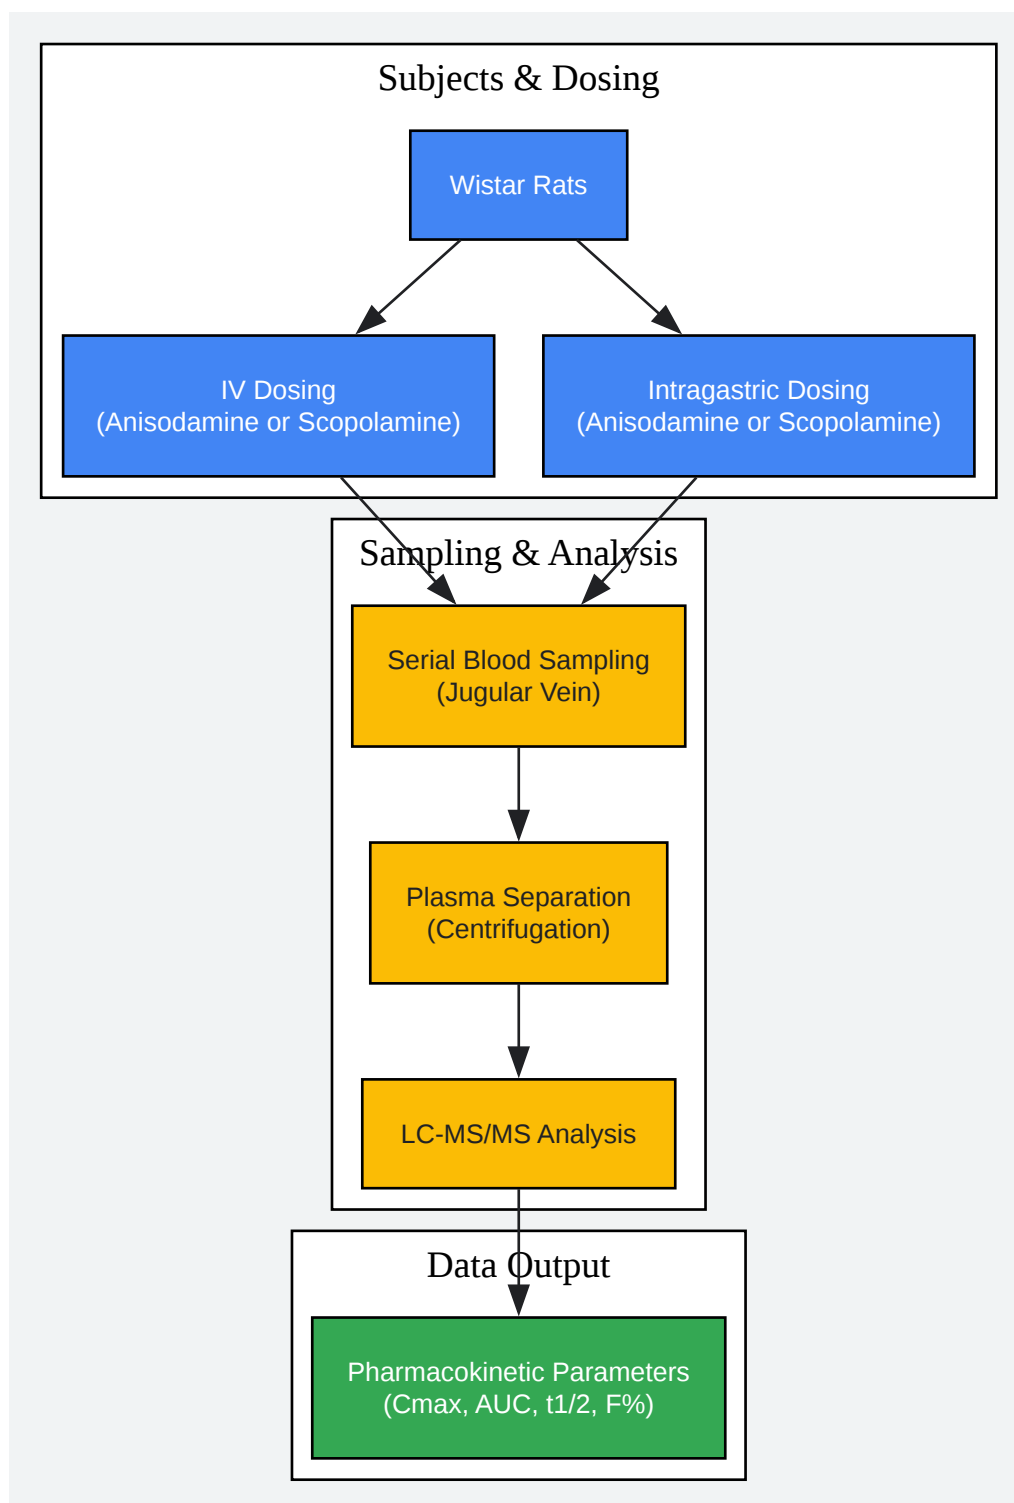 Subjects & Dosing
Wistar Rats
IV Dosing
(Anisodamine or Scopolamine)
Intragastric Dosing
(Anisodamine or Scopolamine)
Sampling & Analysis
Serial Blood Sampling
(Jugular Vein)
Plasma Separation
(Centrifugation)
LC-MS/MS Analysis
Data Output
Pharmacokinetic Parameters
(Cmax, AUC, t1/2, F%)